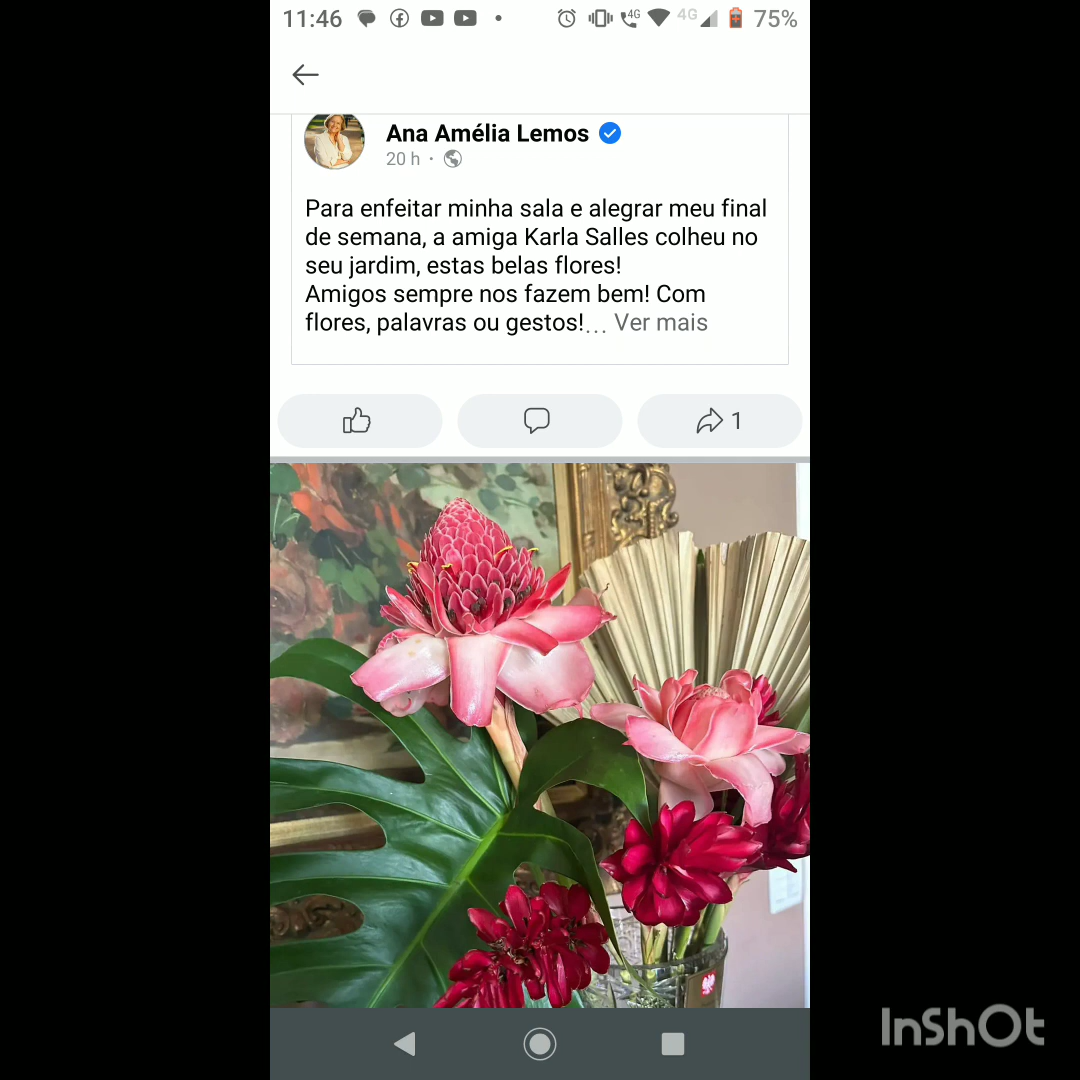 11:46 4G 4G 75%
Ana Amélia Lemos
20 h ·
Para enfeitar minha sala e alegrar meu final
de semana, a amiga Karla Salles colheu no
seu jardim, estas belas flores!
Amigos sempre nos fazem bem! Com
flores, palavras ou gestos!... Ver mais
1
InShOt